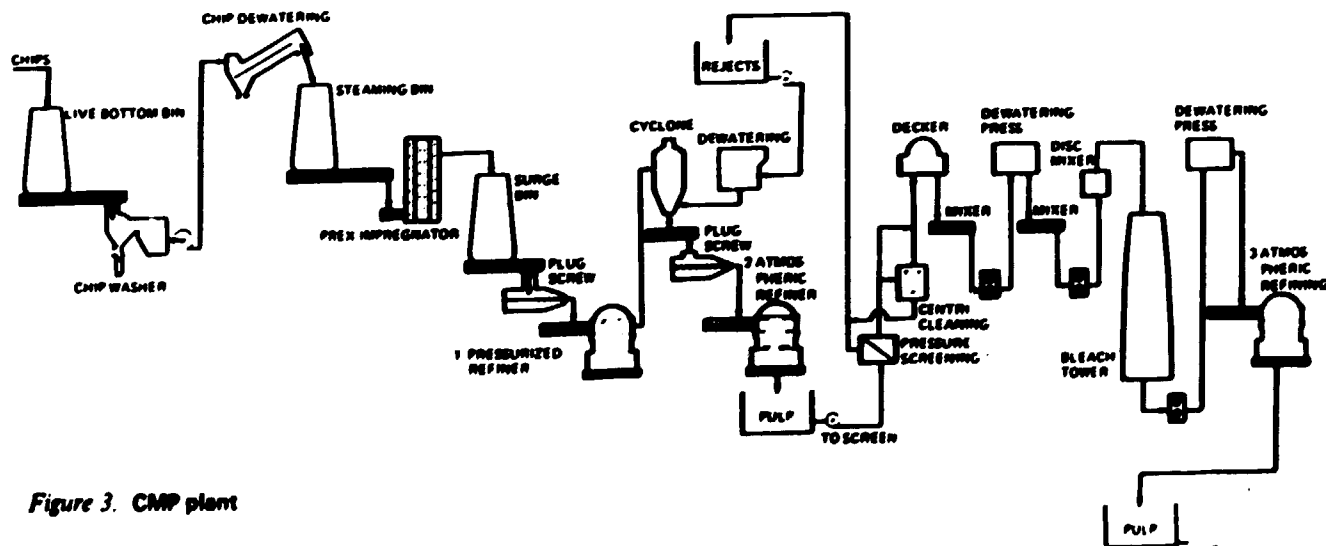 CHIP DEWATERING
CHIPS
LIVE BOTTOM BIN
CHIP WASHER
STEAMING BIN
PREX IMPREGNATOR
SURGE
BIN
PLUG
SCREW
1 PRESSURIZED
REFINER
CYCLONE
REJECTS
DEWATERING
PLUG
SCREW
2 ATMOS
PHERIC
REFINER
PULP
TO SCREEN
DECKER
CENTRI
CLEANING
PRESSURE
SCREENING
MIXER
DEWATERING
PRESS
MIXER
DISC
MIXER
BLEACH
TOWER
DEWATERING
PRESS
3 ATMOS
PHERIC
REFINING
PULP
Figure 3. CMP plant